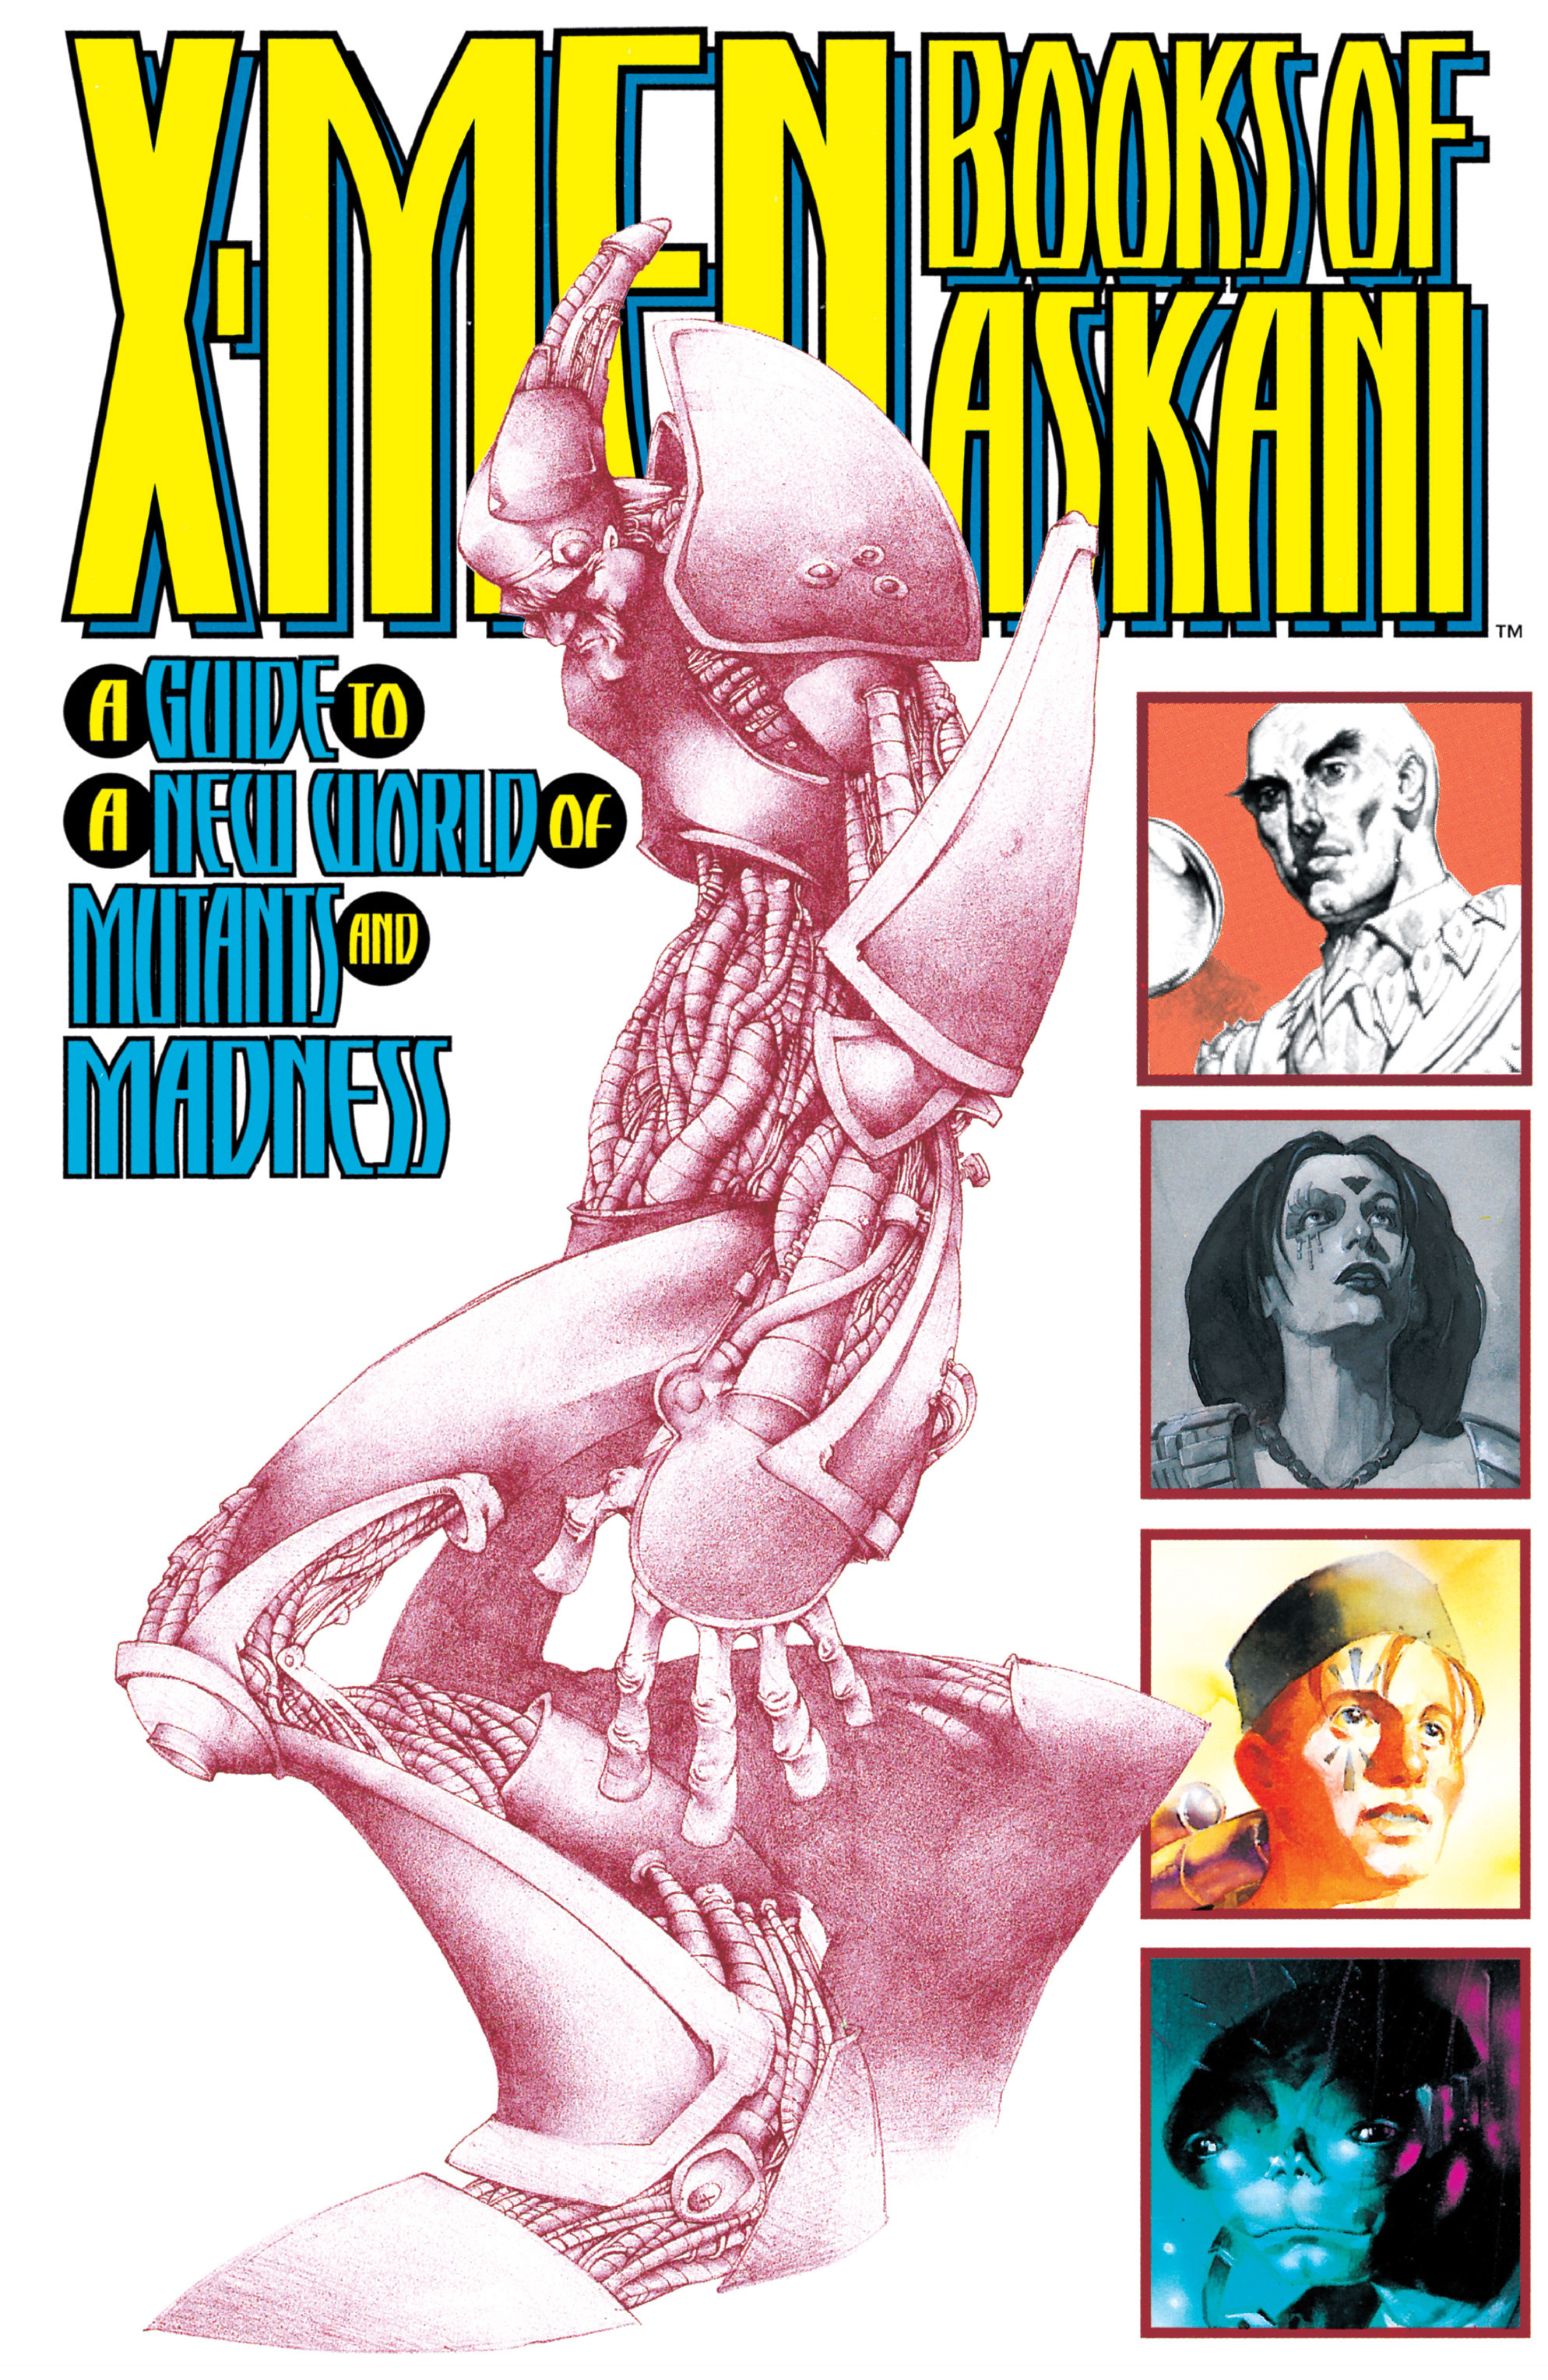 X-MEN
BOOKS OF
ASKANI
TM
A GUIDE TO
A NEW WORLD OF
MUTANTS AND
MADNESS